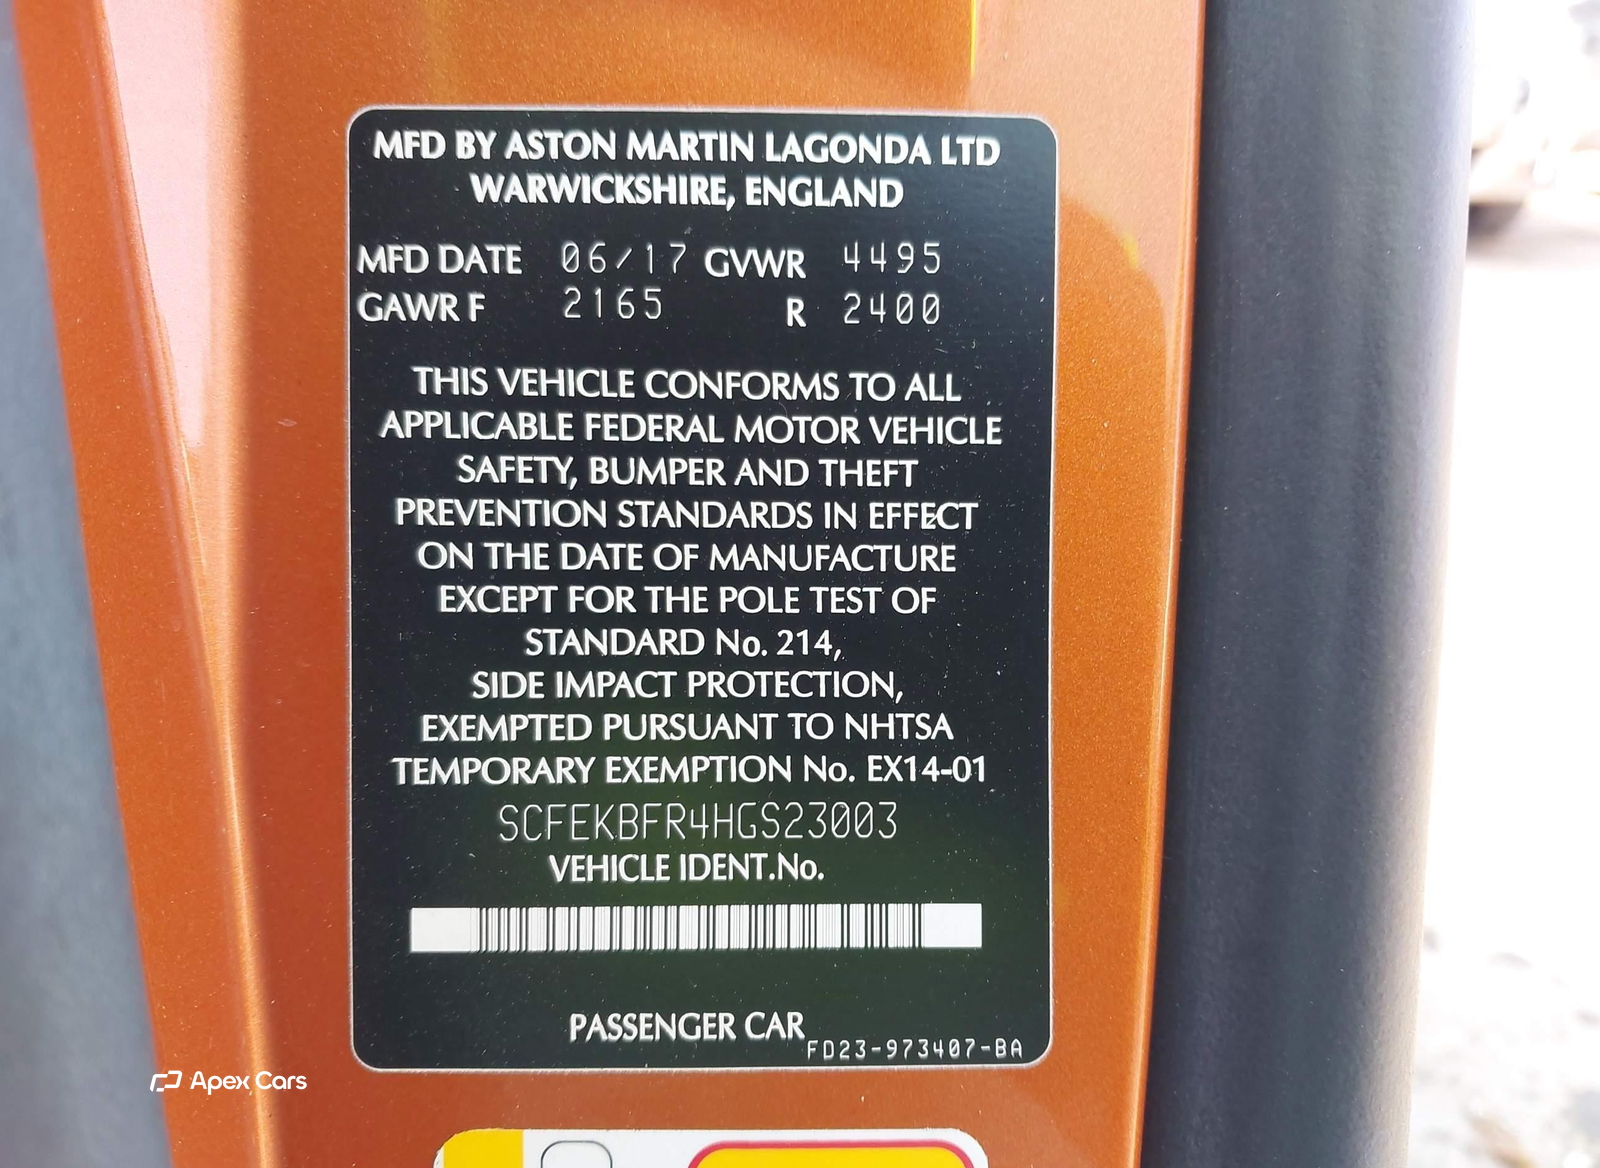 MFD BY ASTON MARTIN LAGONDA LTD
WARWICKSHIRE, ENGLAND
MFD DATE 06/17 GVWR 4495
GAWR F 2165 R 2400
THIS VEHICLE CONFORMS TO ALL
APPLICABLE FEDERAL MOTOR VEHICLE
SAFETY, BUMPER AND THEFT
PREVENTION STANDARDS IN EFFECT
ON THE DATE OF MANUFACTURE
EXCEPT FOR THE POLE TEST OF
STANDARD No. 214,
SIDE IMPACT PROTECTION,
EXEMPTED PURSUANT TO NHTSA
TEMPORARY EXEMPTION No. EX14-01
SCFEKBFR4HGS23003
VEHICLE IDENT.No.
PASSENGER CAR
FD23-973407-BA
Apex Cars